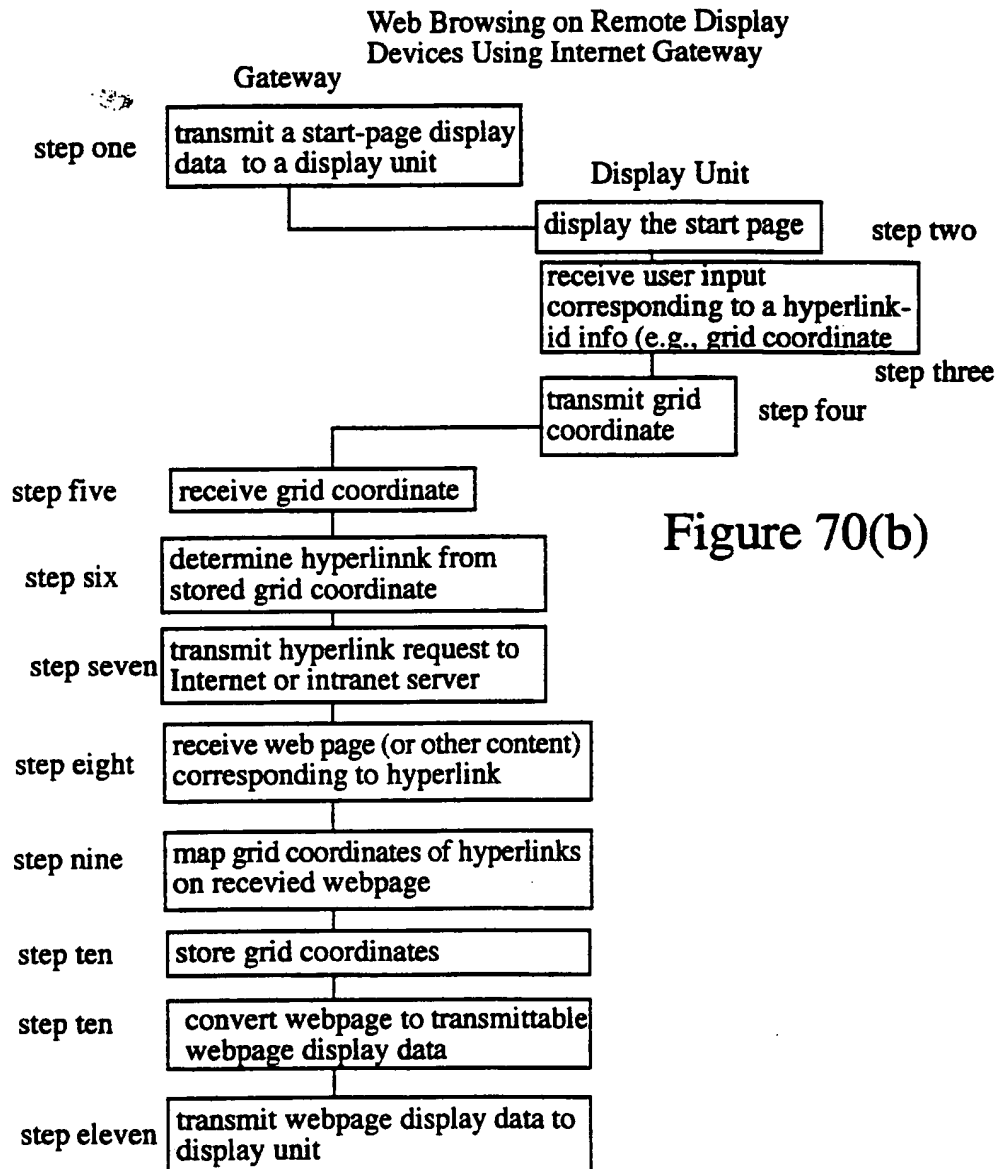 Web Browsing on Remote Display
Devices Using Internet Gateway
Gateway
step one
transmit a start-page display
data to a display unit
Display Unit
display the start page
step two
receive user input
corresponding to a hyperlink-
id info (e.g., grid coordinate
step three
transmit grid
coordinate
step four
step five
receive grid coordinate
Figure 70(b)
step six
determine hyperlinnk from
stored grid coordinate
step seven
transmit hyperlink request to
Internet or intranet server
step eight
receive web page (or other content)
corresponding to hyperlink
step nine
map grid coordinates of hyperlinks
on recevied webpage
step ten
store grid coordinates
step ten
convert webpage to transmittable
webpage display data
step eleven
transmit webpage display data to
display unit